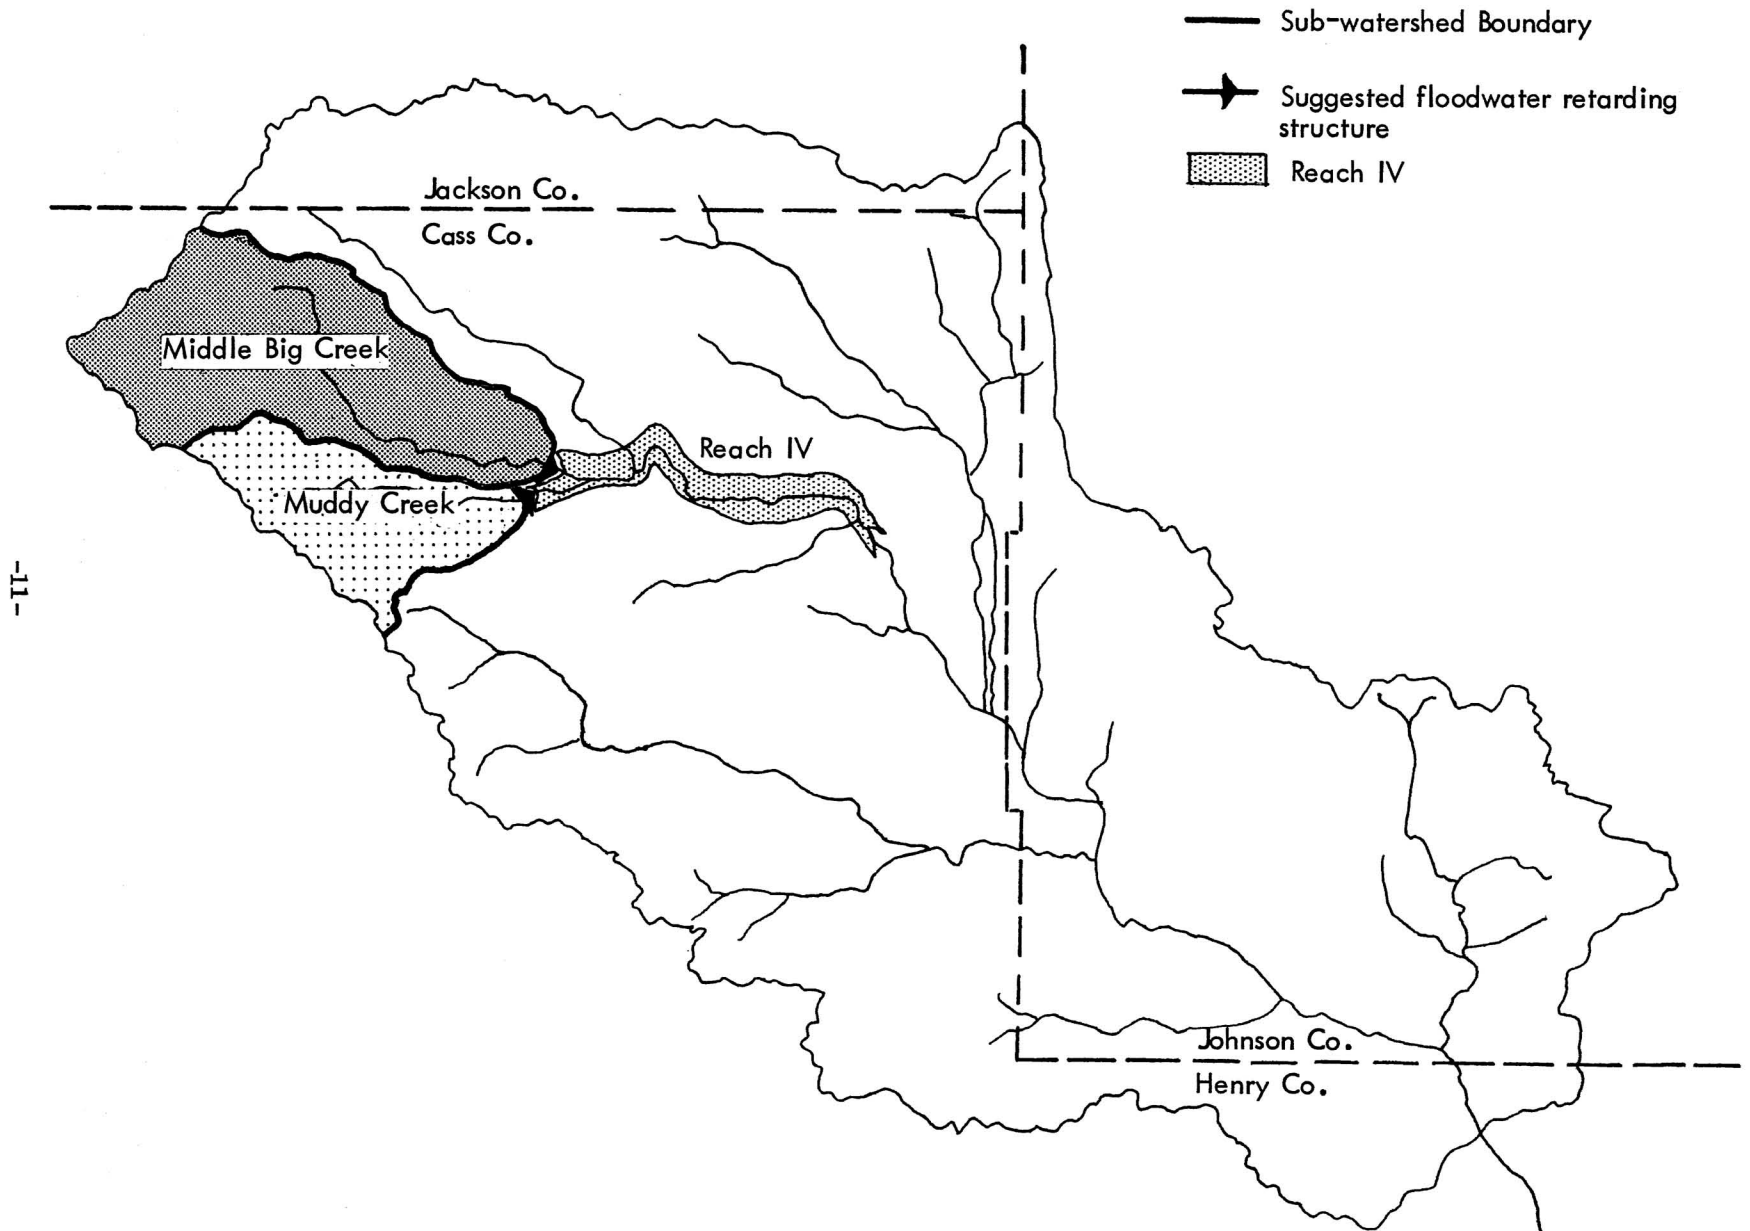 Sub-watershed Boundary
Suggested floodwater retarding
structure
Reach IV
Jackson Co.
Cass Co.
Middle Big Creek
Reach IV
Muddy Creek
-11-
Johnson Co.
Henry Co.